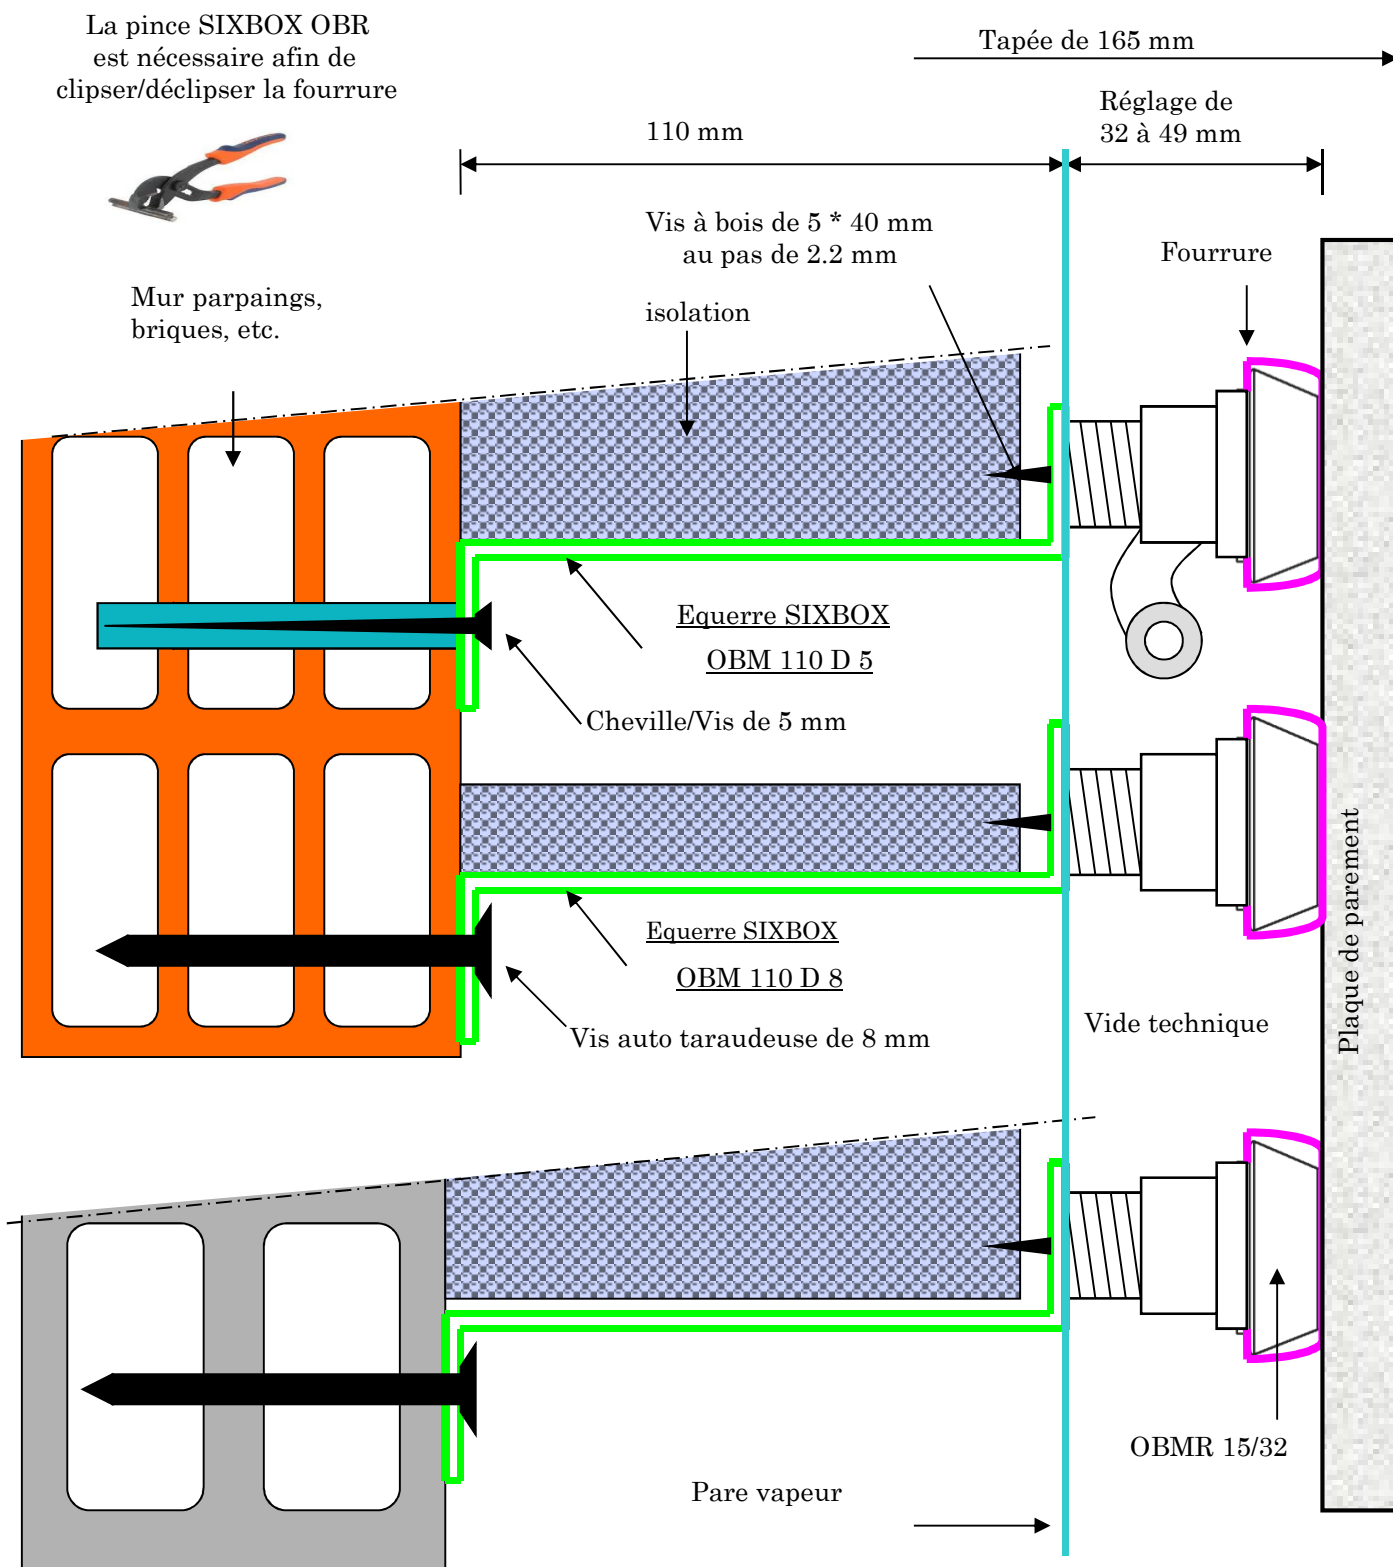 La pince SIXBOX OBR
est nécessaire afin de
clipser/déclipser la fourrure
Tapée de 165 mm
Réglage de
32 à 49 mm
110 mm
Vis à bois de 5 * 40 mm
au pas de 2.2 mm
Fourrure
Mur parpaings,
briques, etc.
isolation
Equerre SIXBOX
OBM 110 D 5
Cheville/Vis de 5 mm
Plaque de parement
Equerre SIXBOX
OBM 110 D 8
Vis auto taraudeuse de 8 mm
Vide technique
OBMR 15/32
Pare vapeur